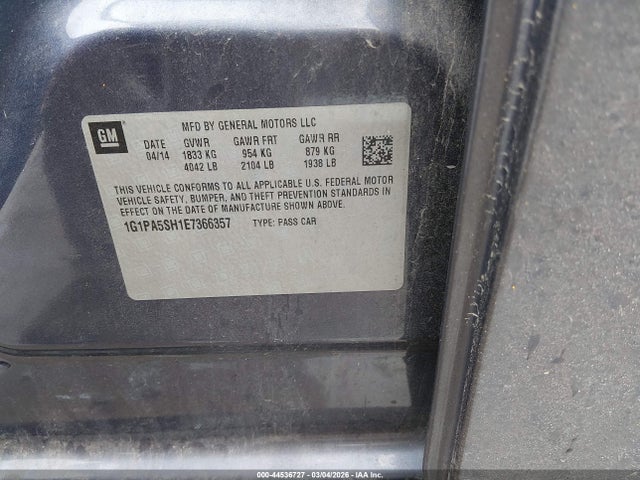 GM
MFD BY GENERAL MOTORS LLC
DATE GVWR GAWR FRT GAWR RR
04/14 1833 KG 954 KG 879 KG
4042 LB 2104 LB 1938 LB
THIS VEHICLE CONFORMS TO ALL APPLICABLE U.S. FEDERAL MOTOR
VEHICLE SAFETY, BUMPER, AND THEFT PREVENTION STANDARDS IN
EFFECT ON THE DATE OF MANUFACTURE SHOWN ABOVE.
1G1PA5SH1E7366357 TYPE: PASS CAR
000-44536727 - 03/04/2026 - IAA Inc.